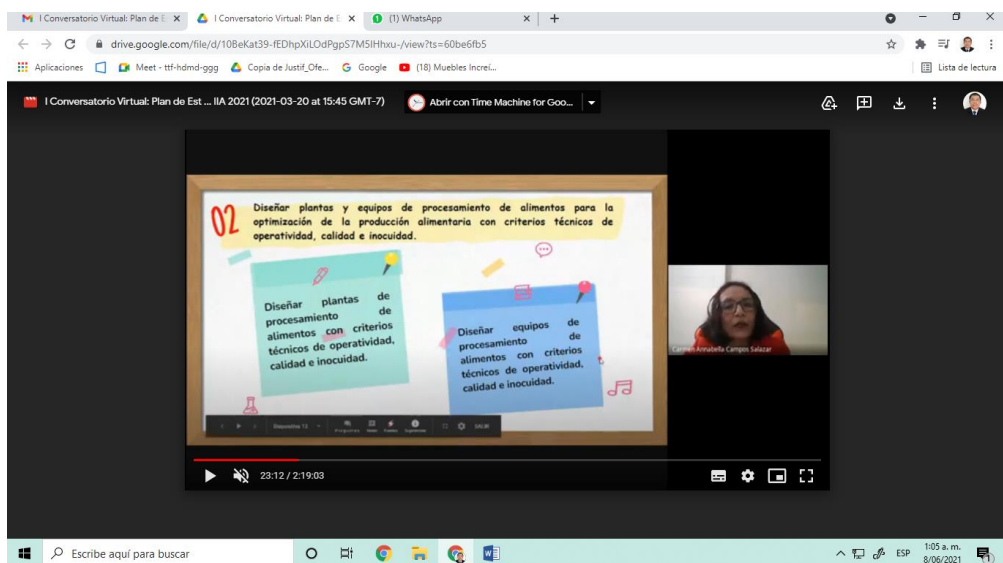 I Conversatorio Virtual: Plan de E
I Conversatorio Virtual: Plan de E
(1) WhatsApp
drive.google.com/file/d/10BeKat39-fEDhpXiLOdPgpS7M5IHhxu-/view?ts=60be6fb5
Aplicaciones
Meet - ttf-hdmd-ggg
Copia de Justif_Ofe...
Google
(18) Muebles Increí...
Lista de lectura
I Conversatorio Virtual: Plan de Est ... IIA 2021 (2021-03-20 at 15:45 GMT-7)
Abrir con Time Machine for Goo...
02
Diseñar plantas y equipos de procesamiento de alimentos para la
optimización de la producción alimentaria con criterios técnicos de
operatividad, calidad e inocuidad.
Diseñar plantas de
procesamiento de
alimentos con criterios
técnicos de operatividad,
calidad e inocuidad.
Diseñar equipos de
procesamiento de
alimentos con criterios
técnicos de operatividad,
calidad e inocuidad.
SALIR
Carmen Annabella Campos Salazar
23:12 / 2:19:03
Escribe aquí para buscar
ESP
1:05 a. m.
8/06/2021